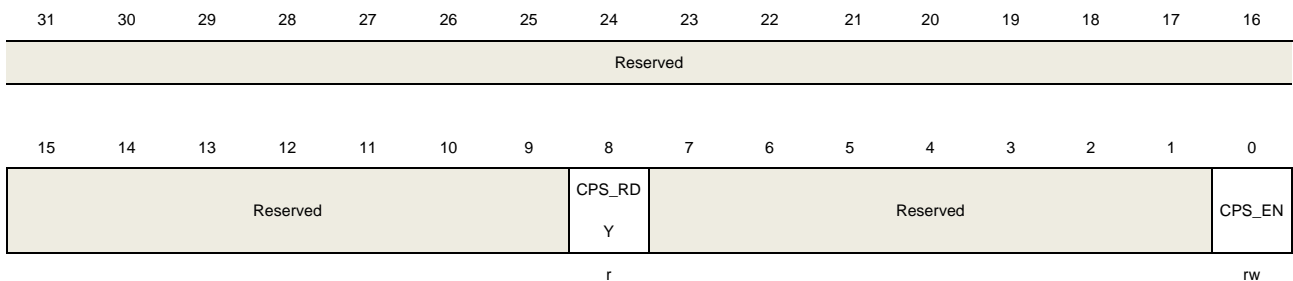 31 30 29 28 27 26 25 24 23 22 21 20 19 18 17 16
Reserved
15 14 13 12 11 10 9 8 7 6 5 4 3 2 1 0
Reserved CPS_RD Reserved CPS_EN
Y
r rw